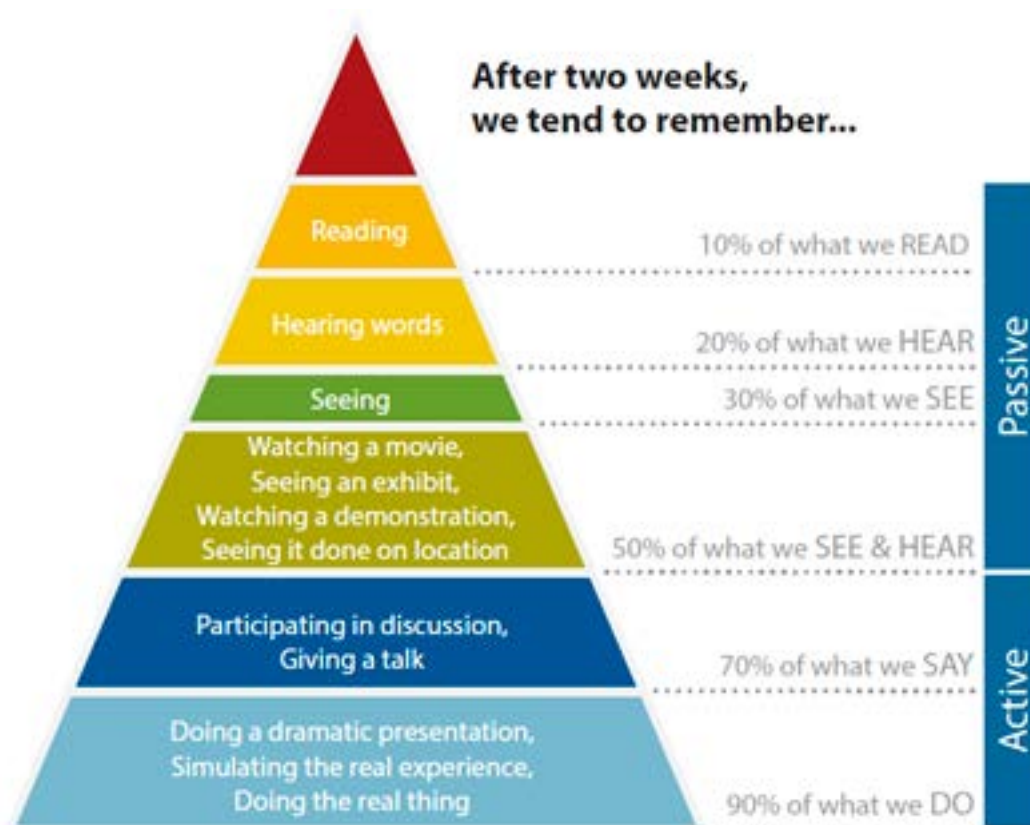 After two weeks,
we tend to remember...
Reading
10% of what we READ
Hearing words
20% of what we HEAR
Seeing
30% of what we SEE
Watching a movie,
Seeing an exhibit,
Watching a demonstration,
Seeing it done on location
50% of what we SEE & HEAR
Passive
Participating in discussion,
Giving a talk
70% of what we SAY
Doing a dramatic presentation,
Simulating the real experience,
Doing the real thing
90% of what we DO
Active